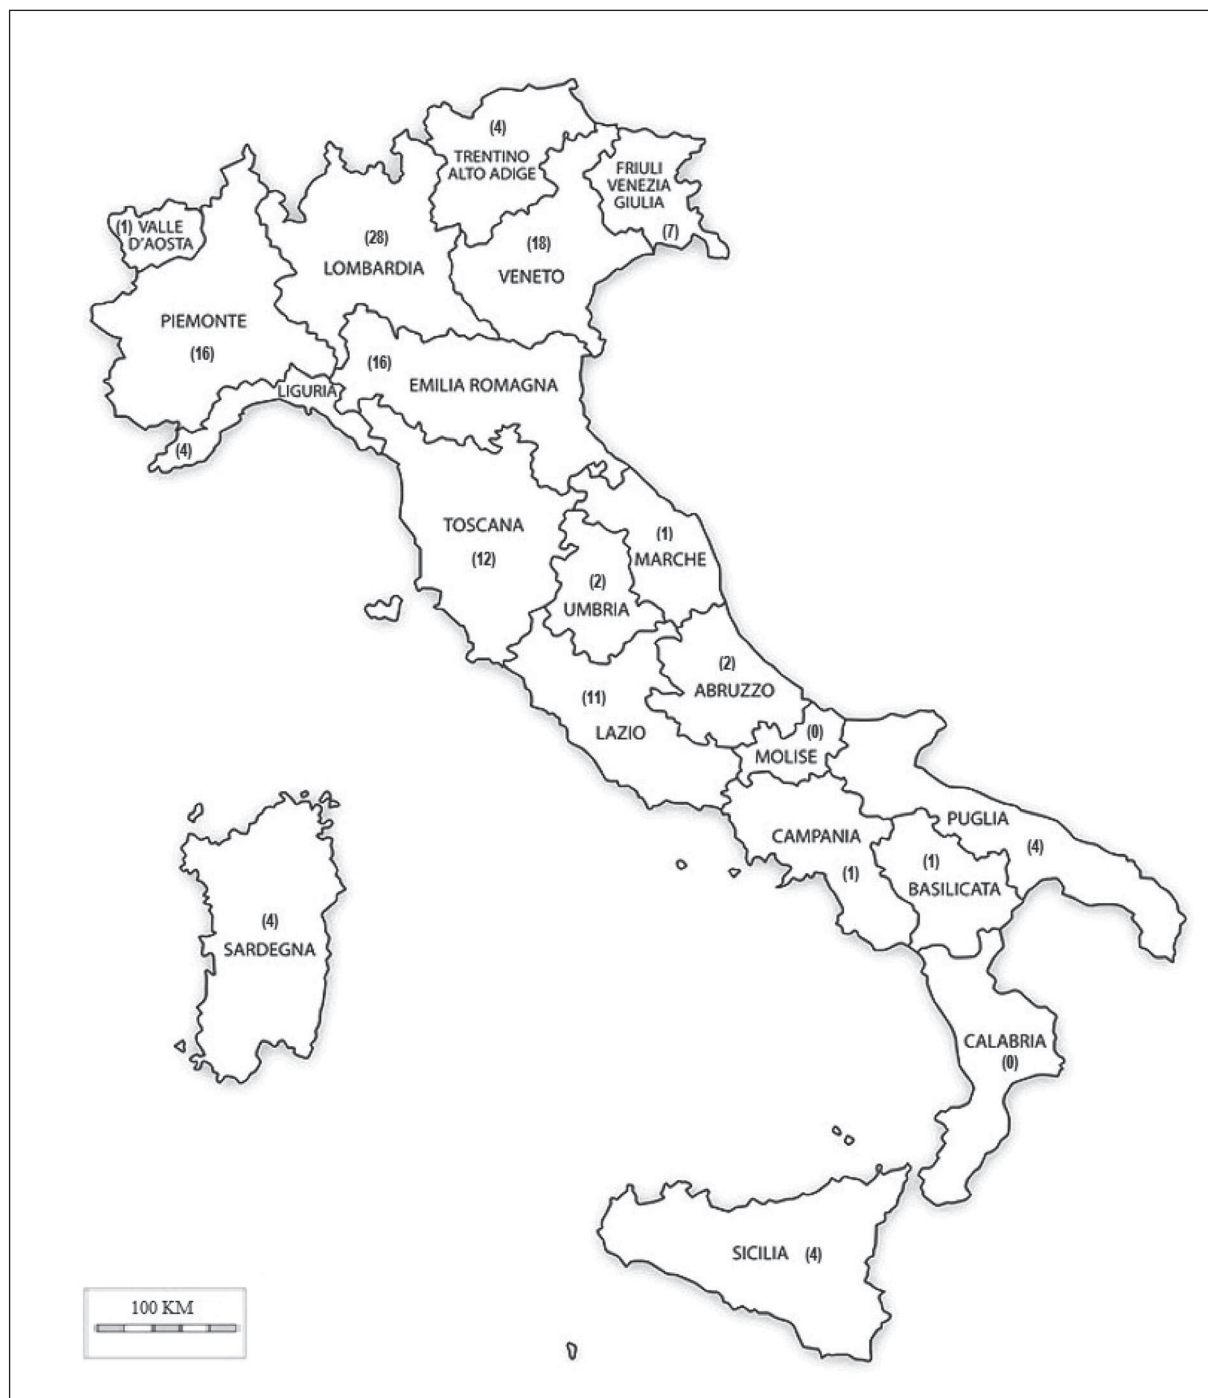 (4)
TRENTINO
ALTO ADIGE
FRIULI
VENEZIA
GIULIA
(7)
(1) VALLE
D'AOSTA
(28)
LOMBARDIA
(18)
VENETO
PIEMONTE
(16)
(16)
EMILIA ROMAGNA
LIGURIA
(4)
TOSCANA
(12)
(1)
MARCHE
(2)
UMBRIA
(2)
ABRUZZO
(11)
LAZIO
(0)
MOLISE
CAMPANIA
(1)
PUGLIA
(4)
(1)
BASILICATA
(4)
SARDEGNA
CALABRIA
(0)
SICILIA (4)
100 KM